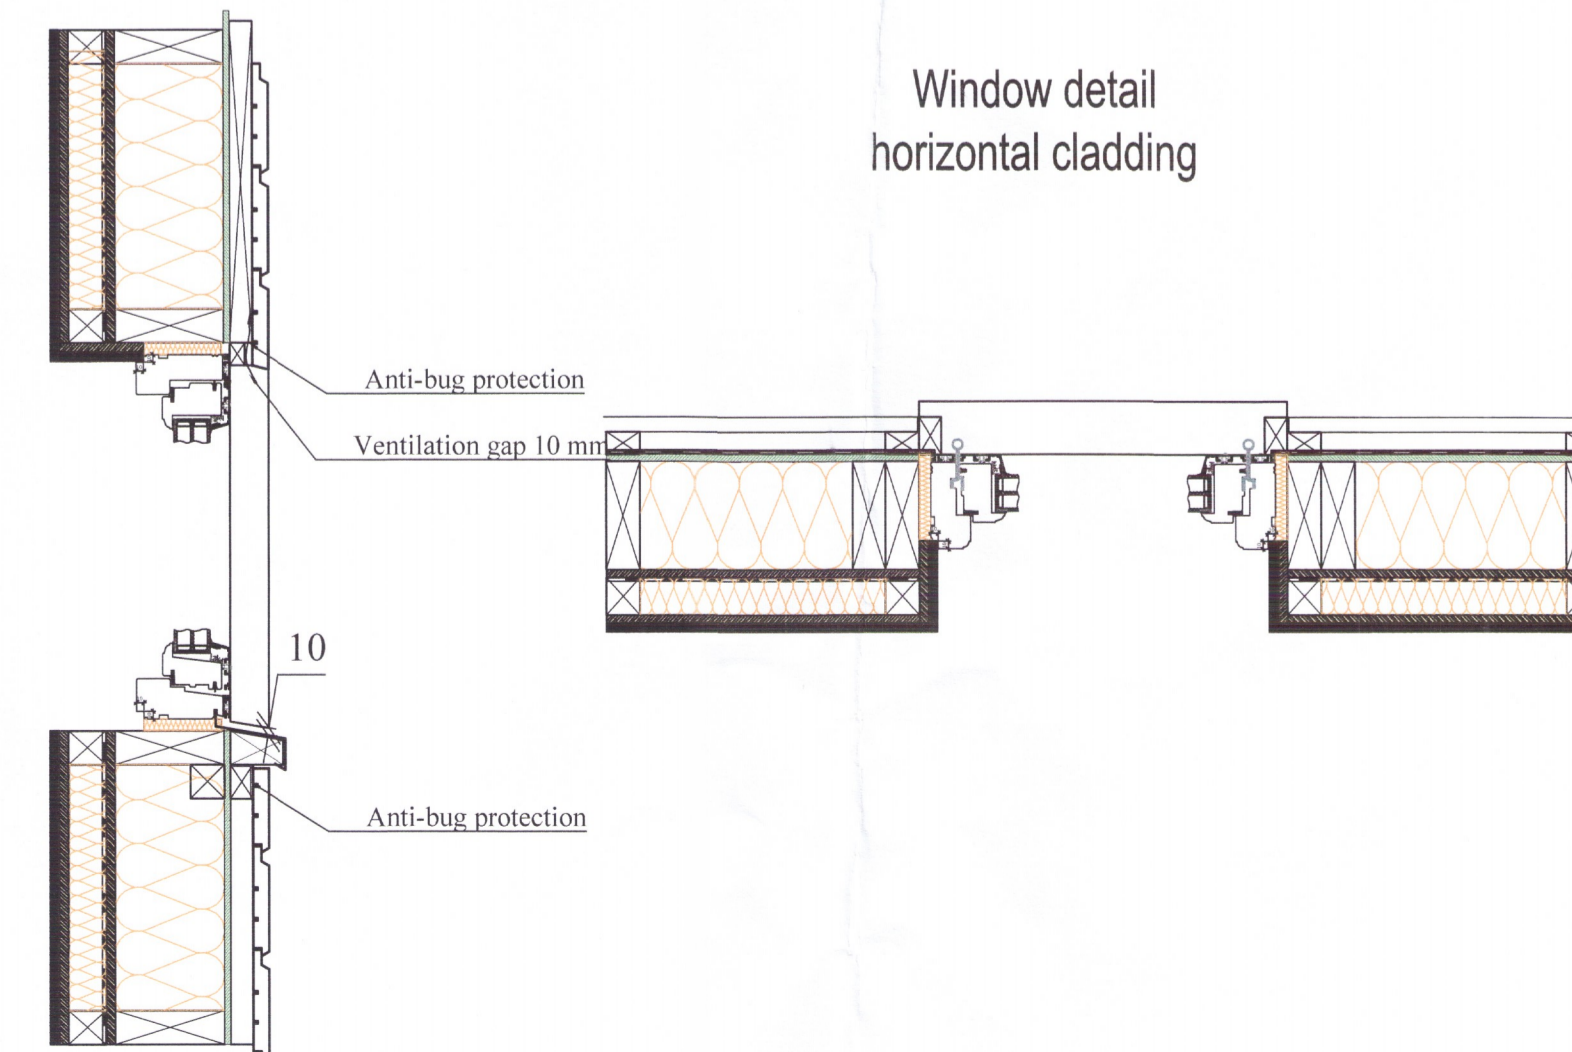 Window detail
horizontal cladding
Anti-bug protection
Ventilation gap 10 mm
10
Anti-bug protection